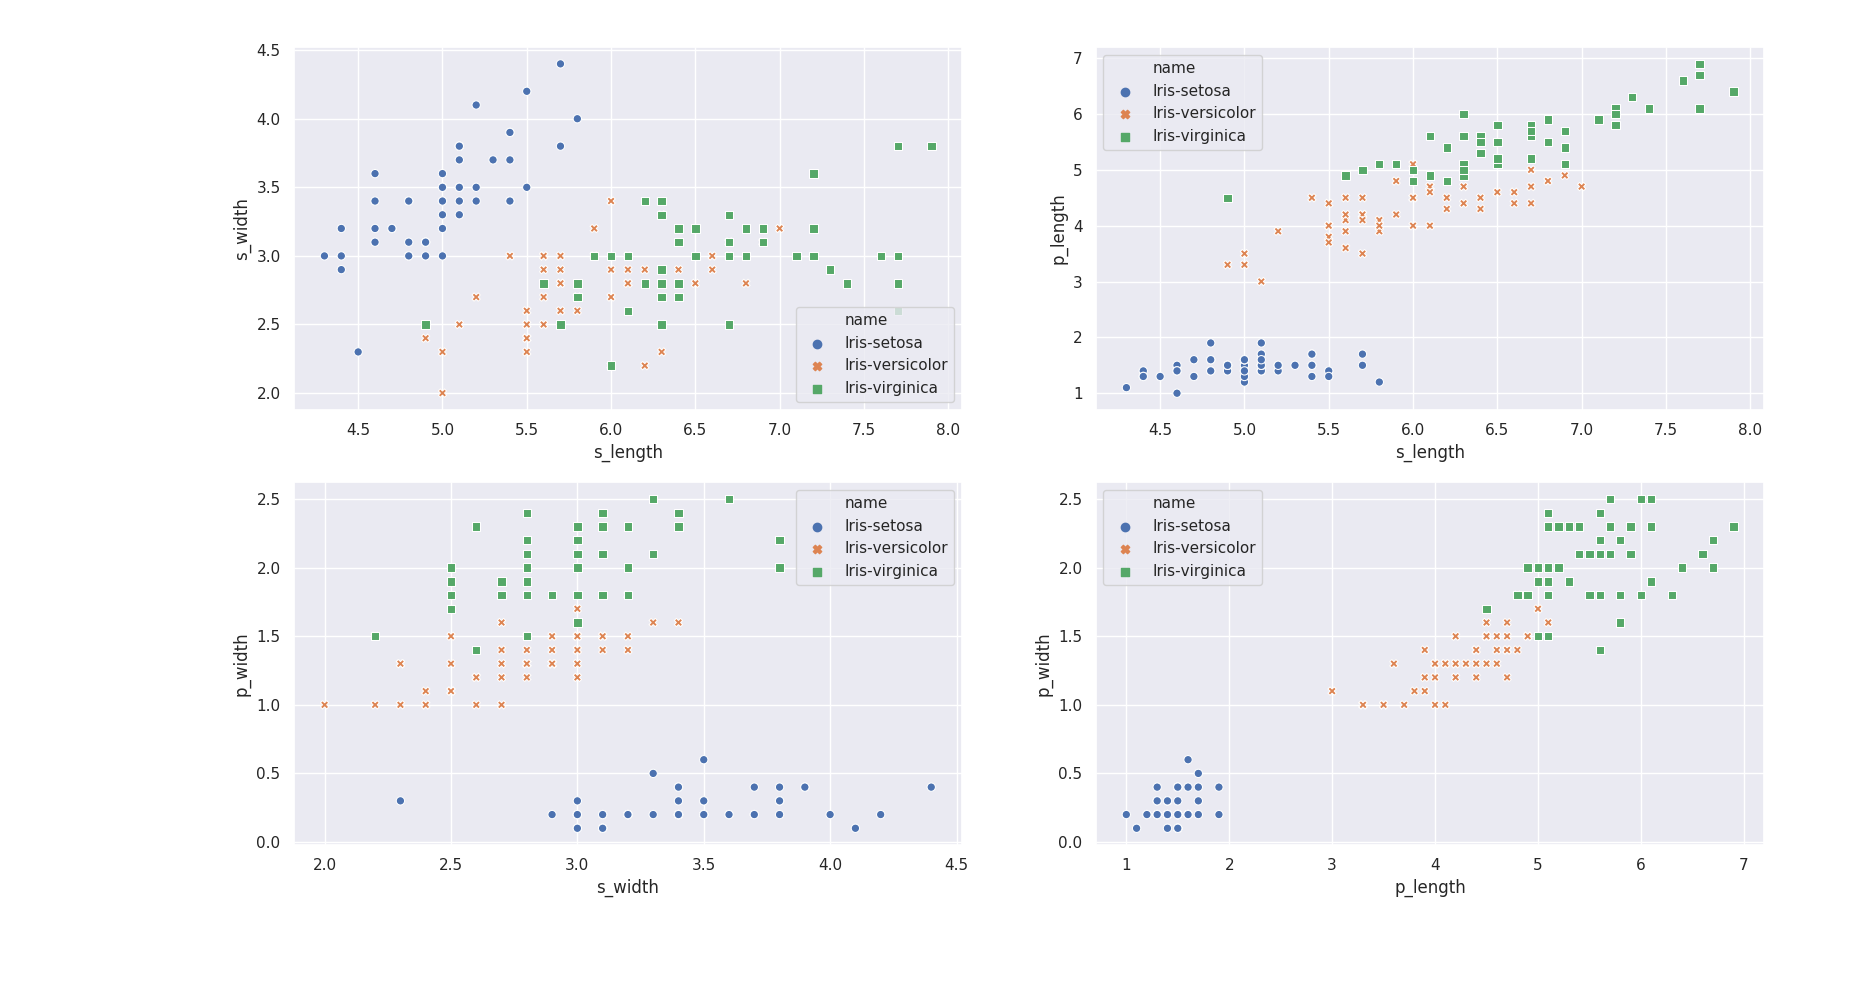 4.5
4.0
3.5
3.0
2.5
2.0
s_width
name
Iris-setosa
Iris-versicolor
Iris-virginica
4.5 5.0 5.5 6.0 6.5 7.0 7.5 8.0
s_length
7
6
5
4
3
2
1
p_length
name
Iris-setosa
Iris-versicolor
Iris-virginica
4.5 5.0 5.5 6.0 6.5 7.0 7.5 8.0
s_length
2.5
2.0
1.5
1.0
0.5
0.0
p_width
name
Iris-setosa
Iris-versicolor
Iris-virginica
2.0 2.5 3.0 3.5 4.0 4.5
s_width
2.5
2.0
1.5
1.0
0.5
0.0
p_width
name
Iris-setosa
Iris-versicolor
Iris-virginica
1 2 3 4 5 6 7
p_length